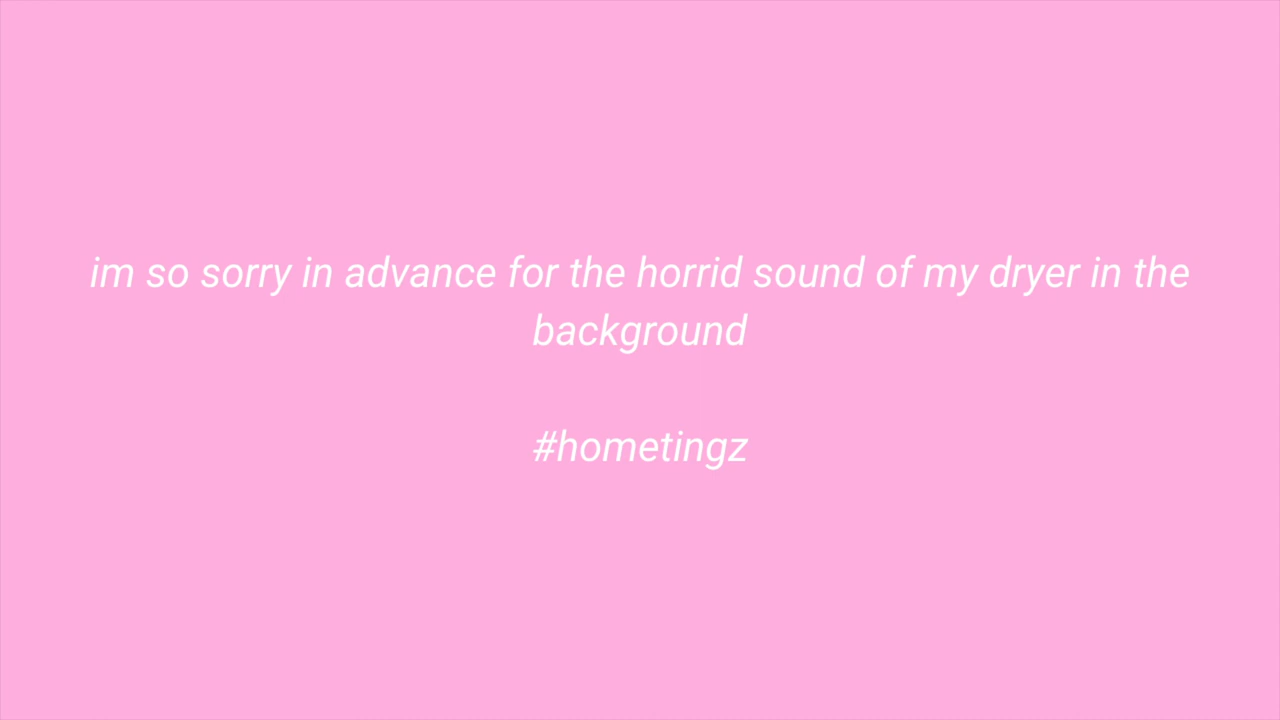 im so sorry in advance for the horrid sound of my dryer in the
background
#hometingz